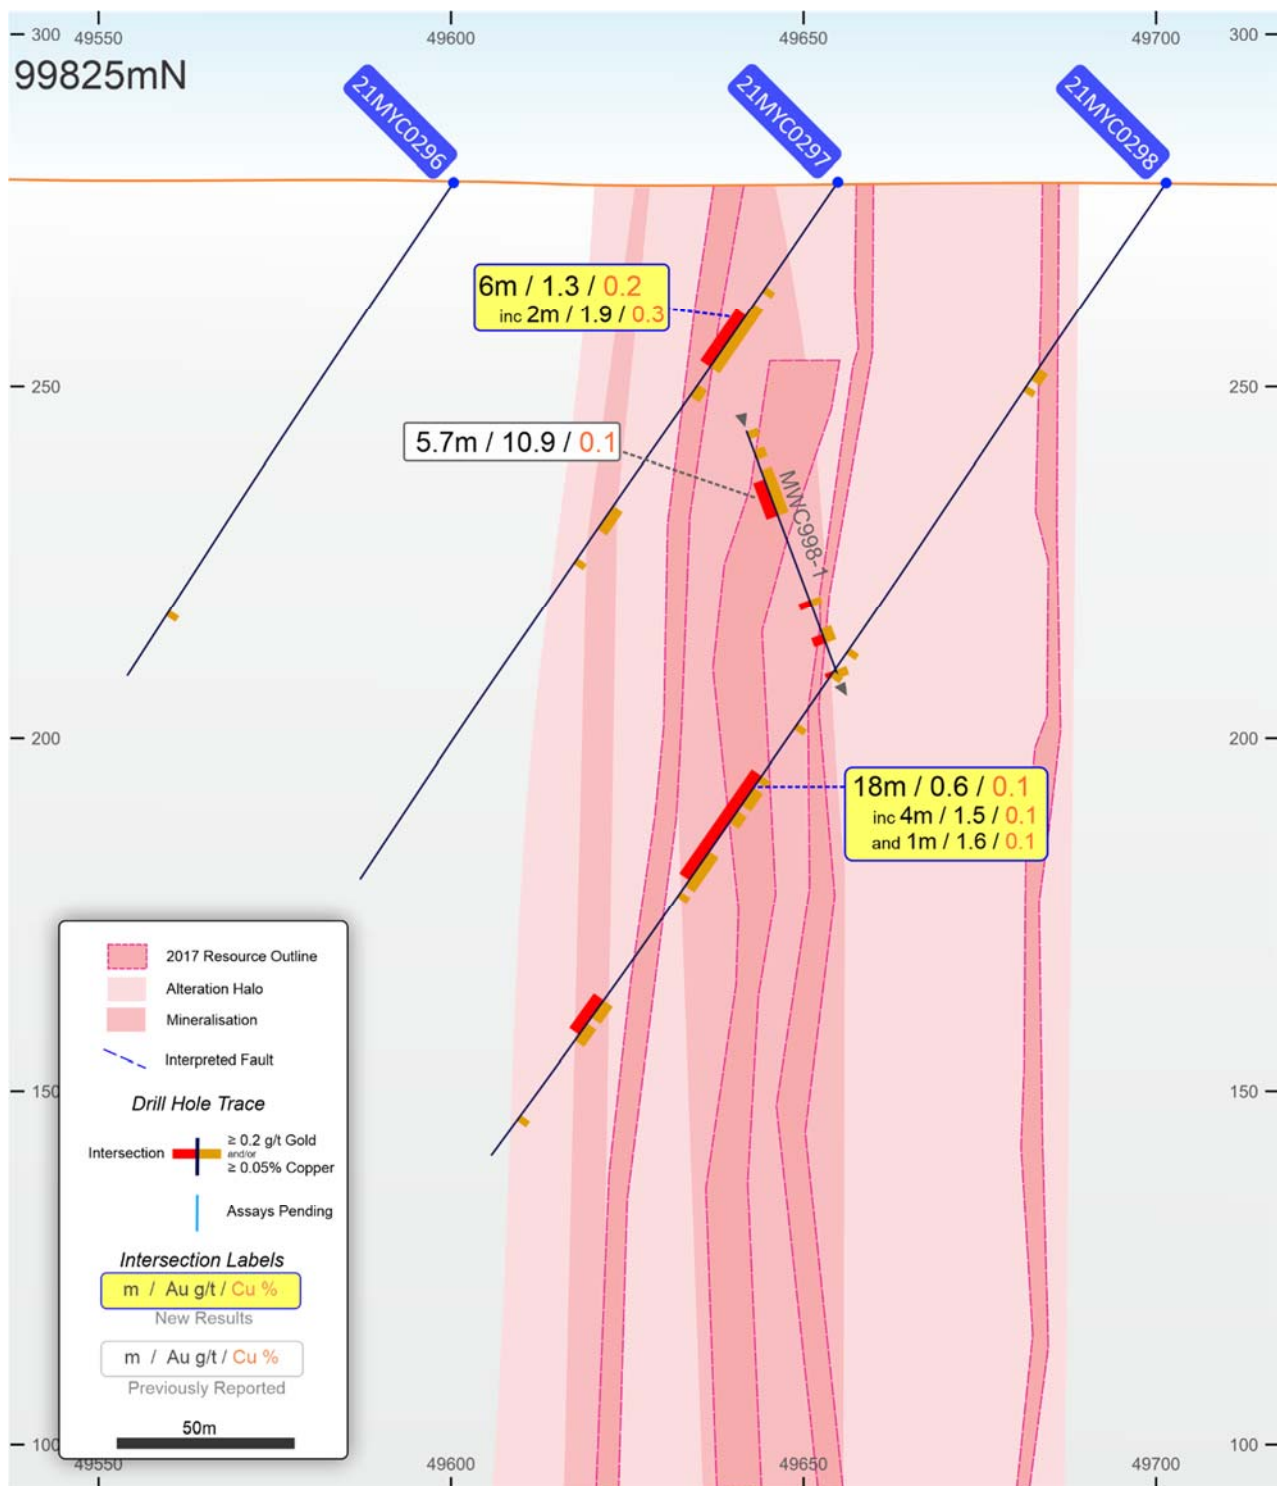 49550 49600 49650 49700
300 300
99825mN
21MYC0296
21MYC0297
21MYC0298
6m / 1.3 / 0.2
inc 2m / 1.9 / 0.3
250 250
5.7m / 10.9 / 0.1
MWC998-1
200 200
18m / 0.6 / 0.1
inc 4m / 1.5 / 0.1
and 1m / 1.6 / 0.1
150 150
2017 Resource Outline
Alteration Halo
Mineralisation
Interpreted Fault
Drill Hole Trace
Intersection
≥ 0.2 g/t Gold
and/or
≥ 0.05% Copper
Assays Pending
Intersection Labels
m / Au g/t / Cu %
New Results
m / Au g/t / Cu %
Previously Reported
50m
100 100
49550 49600 49650 49700